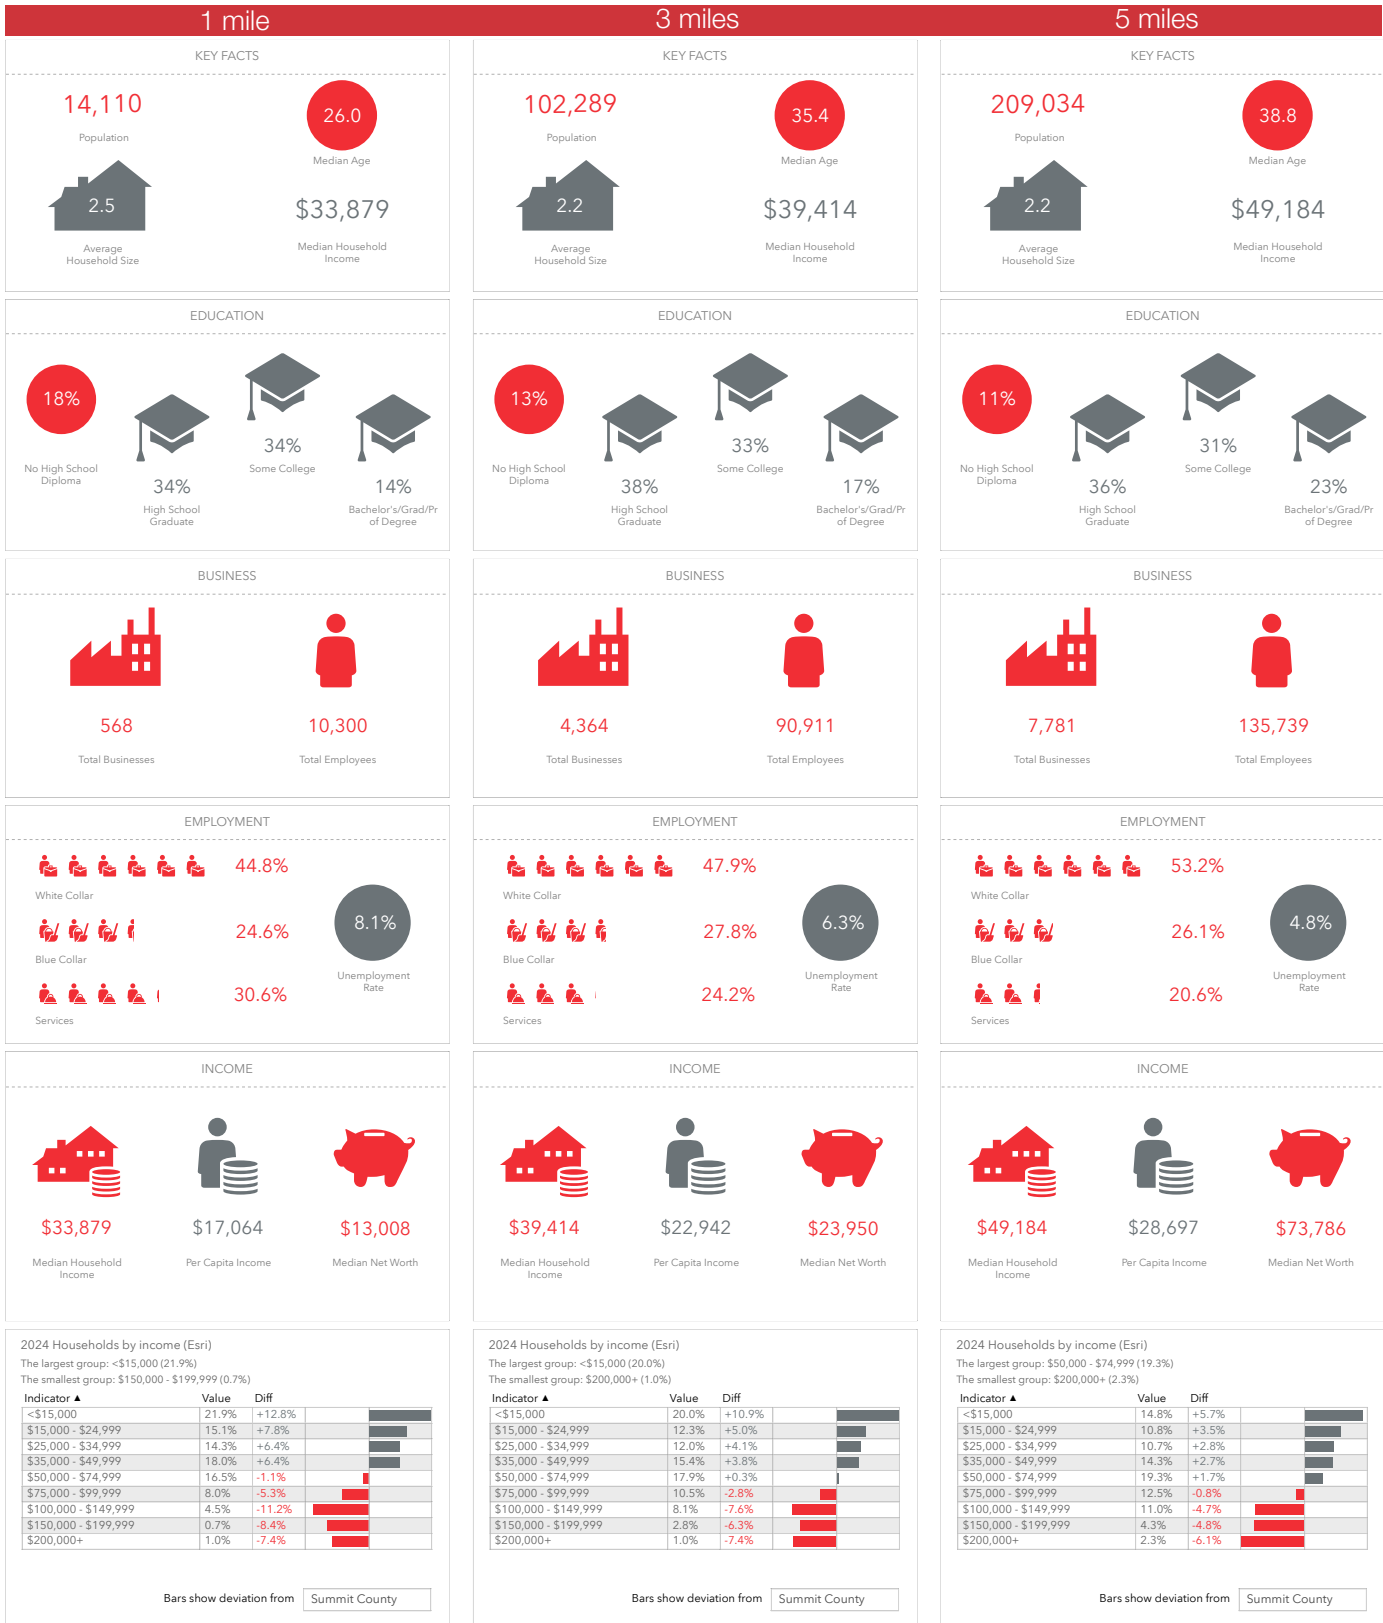 1 mile
3 miles
5 miles
KEY FACTS
14,110
Population
26.0
Median Age
2.5
Average
Household Size
$33,879
Median Household
Income
KEY FACTS
102,289
Population
35.4
Median Age
2.2
Average
Household Size
$39,414
Median Household
Income
KEY FACTS
209,034
Population
38.8
Median Age
2.2
Average
Household Size
$49,184
Median Household
Income
EDUCATION
18%
No High School
Diploma
34%
High School
Graduate
34%
Some College
14%
Bachelor's/Grad/Pr
of Degree
EDUCATION
13%
No High School
Diploma
38%
High School
Graduate
33%
Some College
17%
Bachelor's/Grad/Pr
of Degree
EDUCATION
11%
No High School
Diploma
36%
High School
Graduate
31%
Some College
23%
Bachelor's/Grad/Pr
of Degree
BUSINESS
568
Total Businesses
10,300
Total Employees
BUSINESS
4,364
Total Businesses
90,911
Total Employees
BUSINESS
7,781
Total Businesses
135,739
Total Employees
EMPLOYMENT
44.8%
White Collar
24.6%
Blue Collar
30.6%
Services
8.1%
Unemployment
Rate
EMPLOYMENT
47.9%
White Collar
27.8%
Blue Collar
24.2%
Services
6.3%
Unemployment
Rate
EMPLOYMENT
53.2%
White Collar
26.1%
Blue Collar
20.6%
Services
4.8%
Unemployment
Rate
INCOME
$33,879
Median Household
Income
$17,064
Per Capita Income
$13,008
Median Net Worth
INCOME
$39,414
Median Household
Income
$22,942
Per Capita Income
$23,950
Median Net Worth
INCOME
$49,184
Median Household
Income
$28,697
Per Capita Income
$73,786
Median Net Worth
2024 Households by income (Esri)
The largest group: <$15,000 (21.9%)
The smallest group: $150,000 - $199,999 (0.7%)
Indicator ▲ Value Diff
<$15,000 21.9% +12.8%
$15,000 - $24,999 15.1% +7.8%
$25,000 - $34,999 14.3% +6.4%
$35,000 - $49,999 18.0% +6.4%
$50,000 - $74,999 16.5% -1.1%
$75,000 - $99,999 8.0% -5.3%
$100,000 - $149,999 4.5% -11.2%
$150,000 - $199,999 0.7% -8.4%
$200,000+ 1.0% -7.4%
Bars show deviation from Summit County
2024 Households by income (Esri)
The largest group: <$15,000 (20.0%)
The smallest group: $200,000+ (1.0%)
Indicator ▲ Value Diff
<$15,000 20.0% +10.9%
$15,000 - $24,999 12.3% +5.0%
$25,000 - $34,999 12.0% +4.1%
$35,000 - $49,999 15.4% +3.8%
$50,000 - $74,999 17.9% +0.3%
$75,000 - $99,999 10.5% -2.8%
$100,000 - $149,999 8.1% -7.6%
$150,000 - $199,999 2.8% -6.3%
$200,000+ 1.0% -7.4%
Bars show deviation from Summit County
2024 Households by income (Esri)
The largest group: $50,000 - $74,999 (19.3%)
The smallest group: $200,000+ (2.3%)
Indicator ▲ Value Diff
<$15,000 14.8% +5.7%
$15,000 - $24,999 10.8% +3.5%
$25,000 - $34,999 10.7% +2.8%
$35,000 - $49,999 14.3% +2.7%
$50,000 - $74,999 19.3% +1.7%
$75,000 - $99,999 12.5% -0.8%
$100,000 - $149,999 11.0% -4.7%
$150,000 - $199,999 4.3% -4.8%
$200,000+ 2.3% -6.1%
Bars show deviation from Summit County